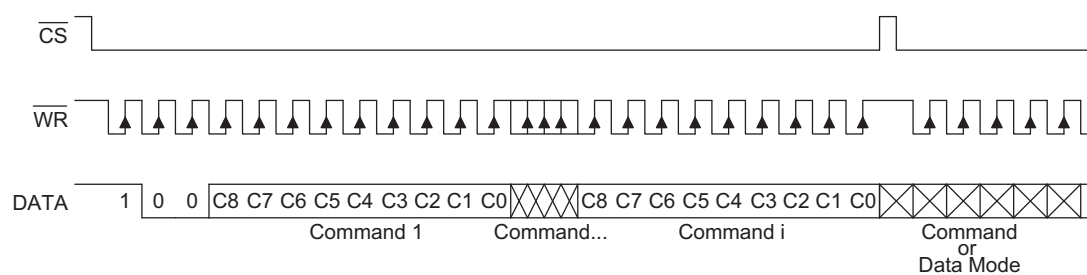 CS
WR
DATA 1 0 0 C8 C7 C6 C5 C4 C3 C2 C1 C0 C8 C7 C6 C5 C4 C3 C2 C1 C0
Command 1 Command... Command i Command
or
Data Mode